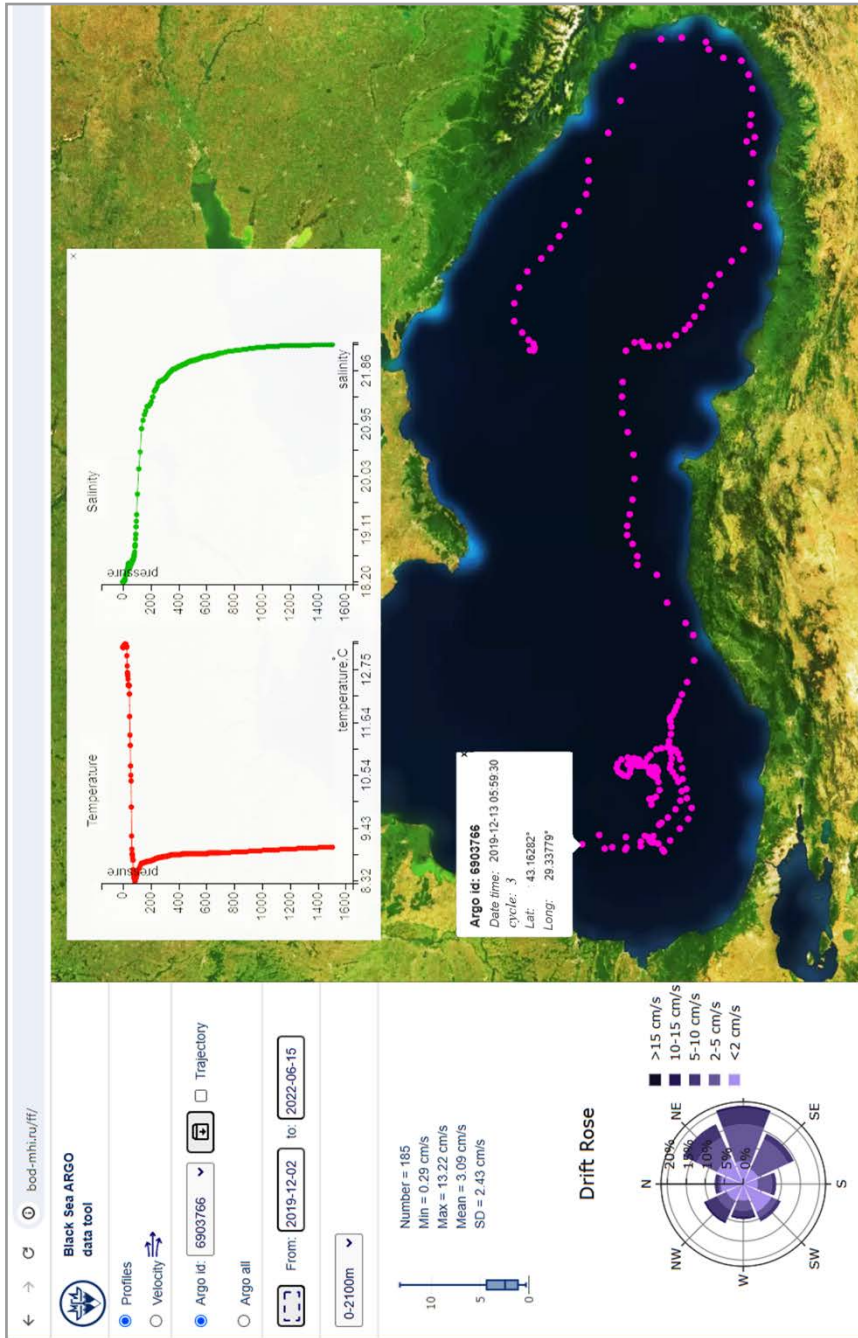 bod-mhi.ru/ff/
Black Sea ARGO
data tool
Profiles
Velocity
Argo id: 6903766
Trajectory
Argo all
From: 2019-12-02 to: 2022-06-15
0-2100m
10
5
0
Number = 185
Min = 0.29 cm/s
Max = 13.22 cm/s
Mean = 3.09 cm/s
SD = 2.43 cm/s
Drift Rose
N
NE
SE
S
SW
W
NW
20%
15%
10%
5%
0%
>15 cm/s
10-15 cm/s
5-10 cm/s
2-5 cm/s
<2 cm/s
Temperature
pressure
0
200
400
600
800
1000
1200
1400
1600
8.32 9.43 10.54 11.64 12.75
temperature,°C
Salinity
pressure
0
200
400
600
800
1000
1200
1400
1600
18.20 19.11 20.03 20.95 21.86
salinity
x
Argo id: 6903766
Date time: 2019-12-13 05:59:30
cycle: 3
Lat: 43.16282°
Long: 29.33779°
x